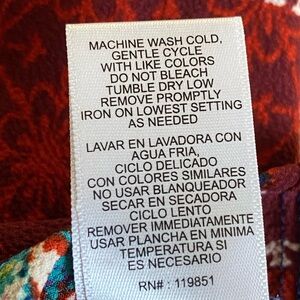 MACHINE WASH COLD,
GENTLE CYCLE
WITH LIKE COLORS
DO NOT BLEACH
TUMBLE DRY LOW
REMOVE PROMPTLY
IRON ON LOWEST SETTING
AS NEEDED
LAVAR EN LAVADORA CON
AGUA FRIA,
CICLO DELICADO
CON COLORES SIMILARES
NO USAR BLANQUEADOR
SECAR EN SECADORA
CICLO LENTO
REMOVER IMMEDIATAMENTE
USAR PLANCHA EN MINIMA
TEMPERATURA SI
ES NECESARIO
RN# : 119851